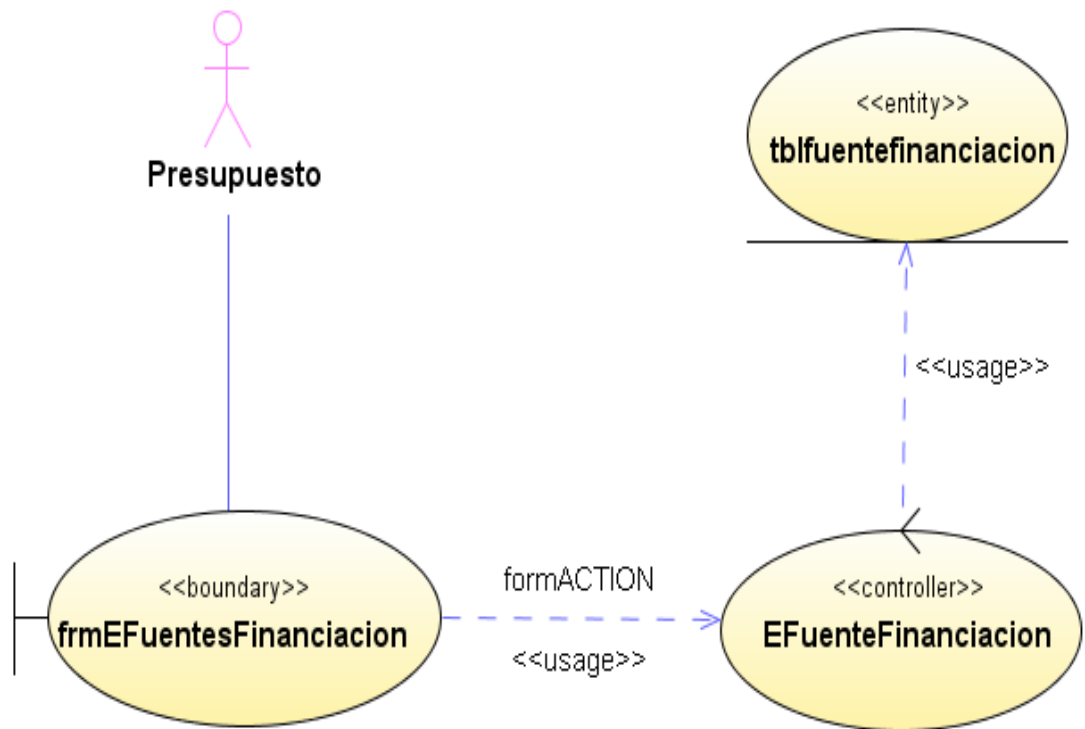 Presupuesto
<<entity>>
tblfuentefinanciacion
<<usage>>
<<boundary>>
frmEFuentesFinanciacion
formACTION
<<usage>>
<<controller>>
EFuenteFinanciacion